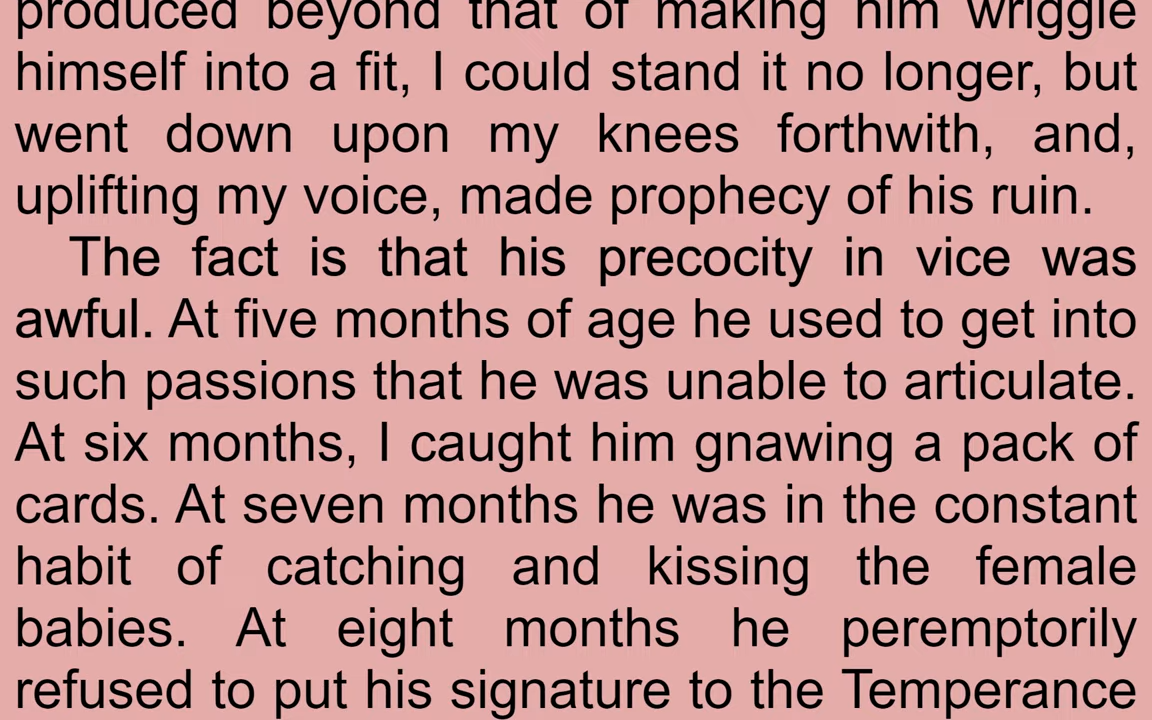 produced beyond that of making him wriggle
himself into a fit, I could stand it no longer, but
went down upon my knees forthwith, and,
uplifting my voice, made prophecy of his ruin.
The fact is that his precocity in vice was
awful. At five months of age he used to get into
such passions that he was unable to articulate.
At six months, I caught him gnawing a pack of
cards. At seven months he was in the constant
habit of catching and kissing the female
babies. At eight months he peremptorily
refused to put his signature to the Temperance